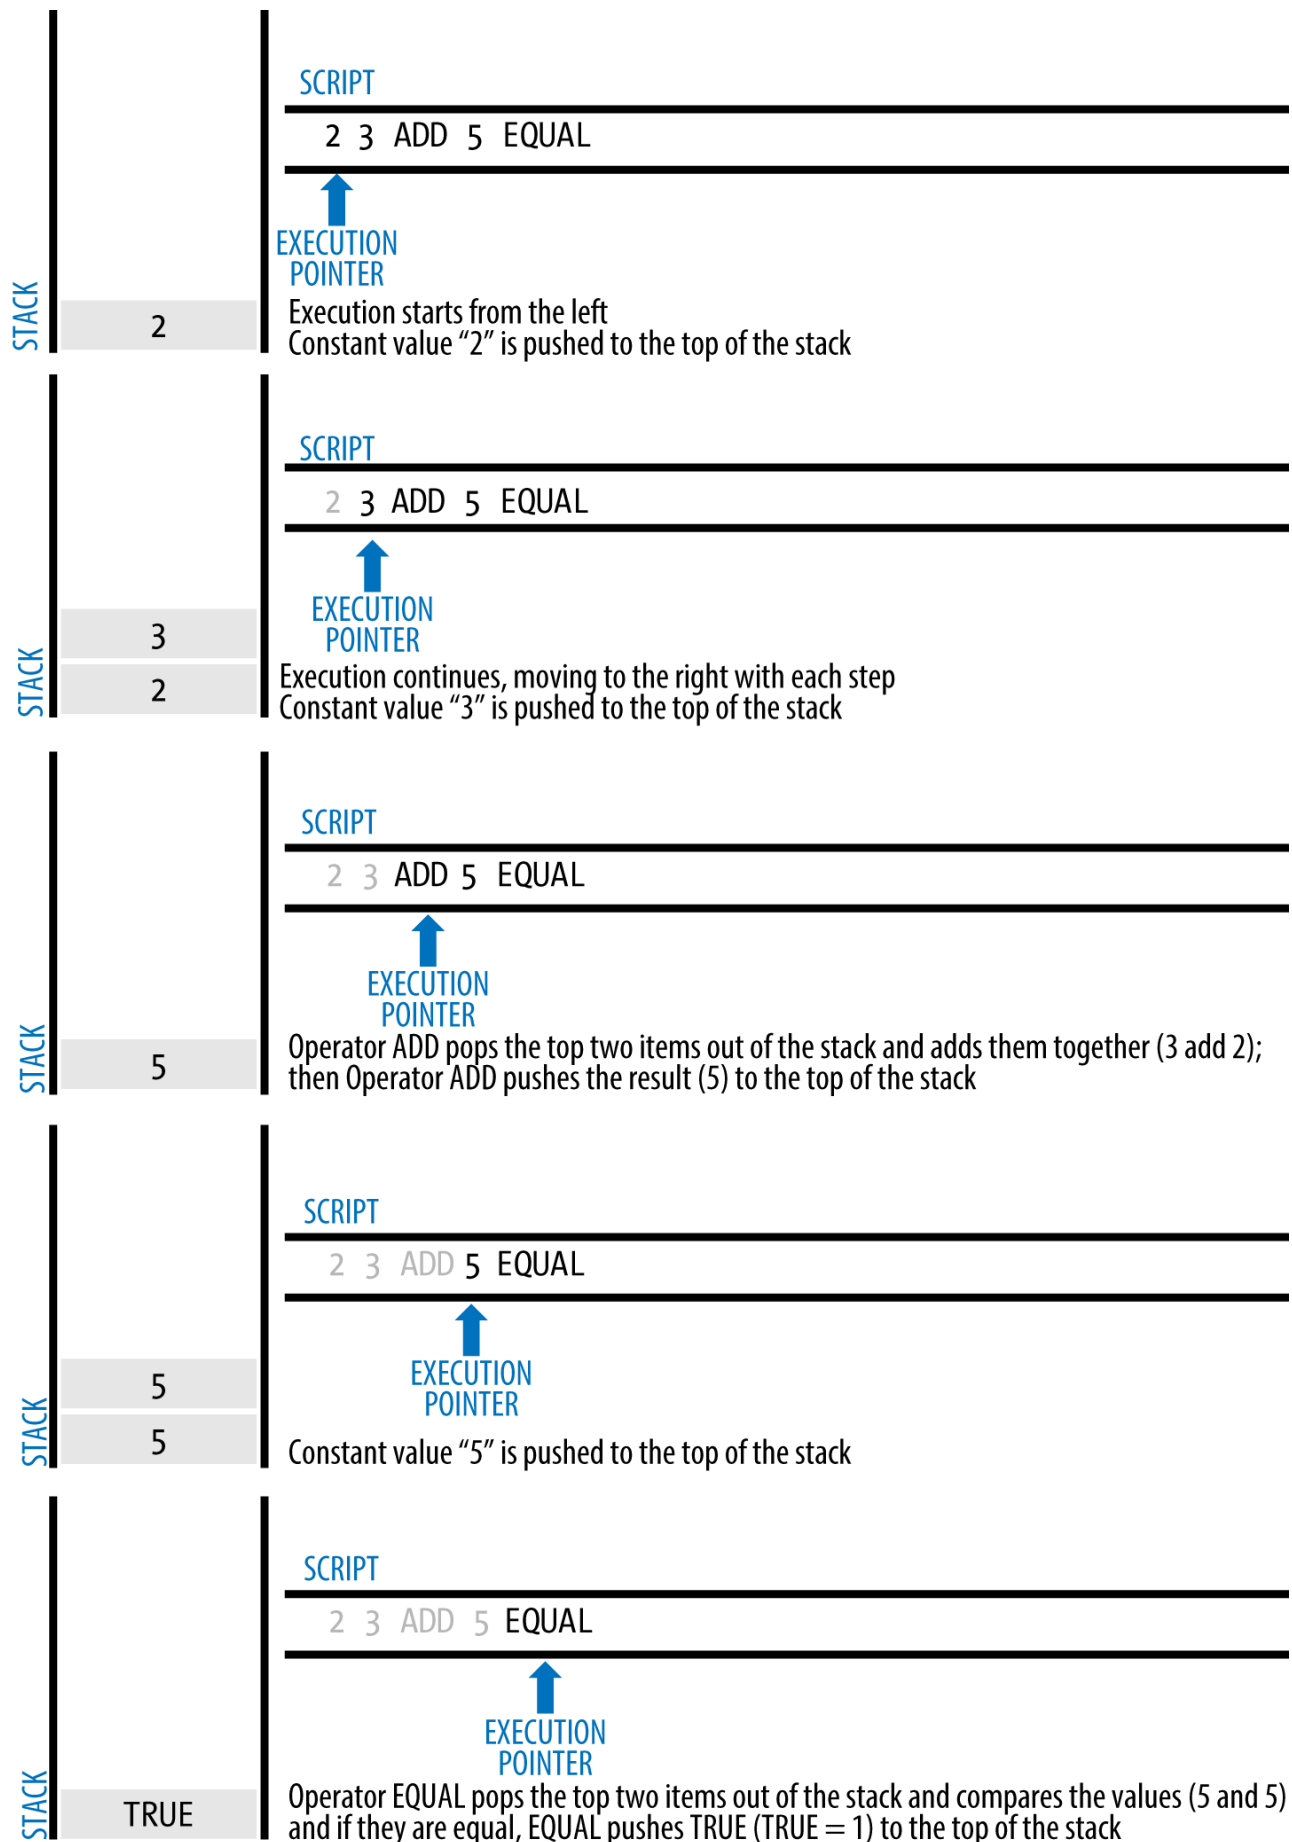 SCRIPT
2 3 ADD 5 EQUAL
EXECUTION
POINTER
STACK
2
Execution starts from the left
Constant value “2” is pushed to the top of the stack
SCRIPT
2 3 ADD 5 EQUAL
EXECUTION
POINTER
STACK
3
2
Execution continues, moving to the right with each step
Constant value “3” is pushed to the top of the stack
SCRIPT
2 3 ADD 5 EQUAL
EXECUTION
POINTER
STACK
5
Operator ADD pops the top two items out of the stack and adds them together (3 add 2);
then Operator ADD pushes the result (5) to the top of the stack
SCRIPT
2 3 ADD 5 EQUAL
EXECUTION
POINTER
STACK
5
5
Constant value “5” is pushed to the top of the stack
SCRIPT
2 3 ADD 5 EQUAL
EXECUTION
POINTER
STACK
TRUE
Operator EQUAL pops the top two items out of the stack and compares the values (5 and 5)
and if they are equal, EQUAL pushes TRUE (TRUE = 1) to the top of the stack